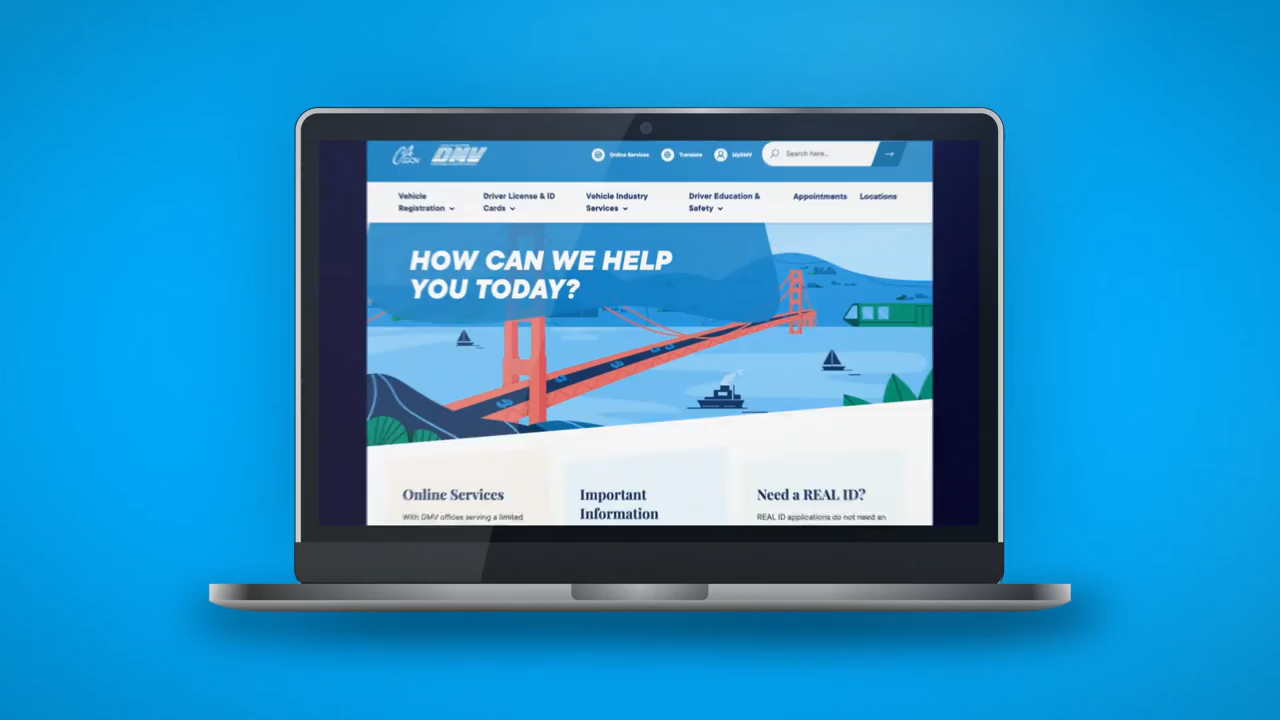 CA GOV
DMV
Online Services
Translate
MyDMV
Search here...
Vehicle Registration
Driver License & ID Cards
Vehicle Industry Services
Driver Education & Safety
Appointments
Locations
HOW CAN WE HELP
YOU TODAY?
Online Services
With DMV offices serving a limited
Important
Information
Need a REAL ID?
REAL ID applications do not need an